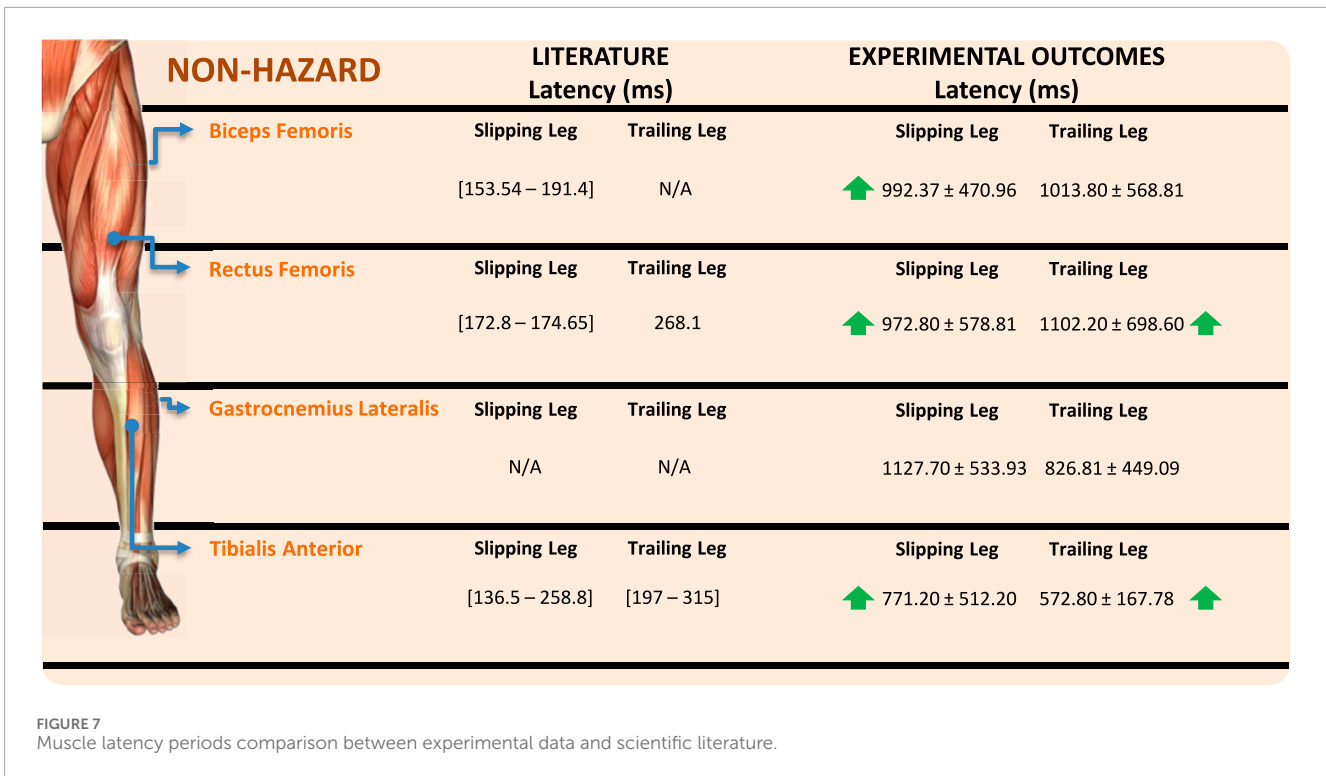 NON-HAZARD
LITERATURE
Latency (ms)
EXPERIMENTAL OUTCOMES
Latency (ms)
Biceps Femoris
Slipping Leg Trailing Leg Slipping Leg Trailing Leg
[153.54 – 191.4] N/A 992.37 ± 470.96 1013.80 ± 568.81
Rectus Femoris
Slipping Leg Trailing Leg Slipping Leg Trailing Leg
[172.8 – 174.65] 268.1 972.80 ± 578.81 1102.20 ± 698.60
Gastrocnemius Lateralis
Slipping Leg Trailing Leg Slipping Leg Trailing Leg
N/A N/A 1127.70 ± 533.93 826.81 ± 449.09
Tibialis Anterior
Slipping Leg Trailing Leg Slipping Leg Trailing Leg
[136.5 – 258.8] [197 – 315] 771.20 ± 512.20 572.80 ± 167.78
FIGURE 7
Muscle latency periods comparison between experimental data and scientific literature.